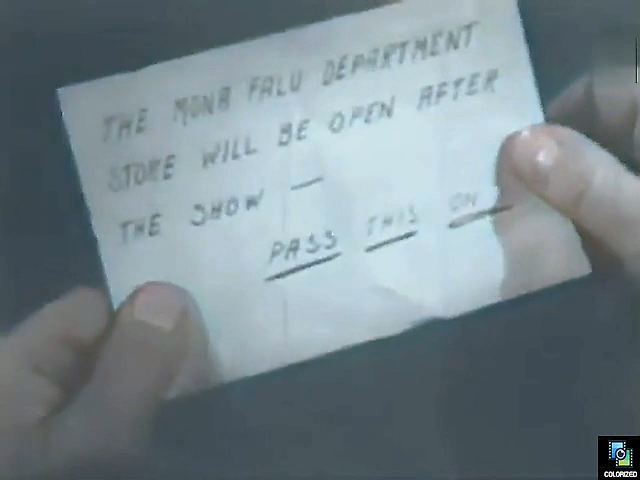 THE MONA FALU DEPARTMENT
STORE WILL BE OPEN AFTER
THE SHOW —
PASS THIS ON
COLORIZED